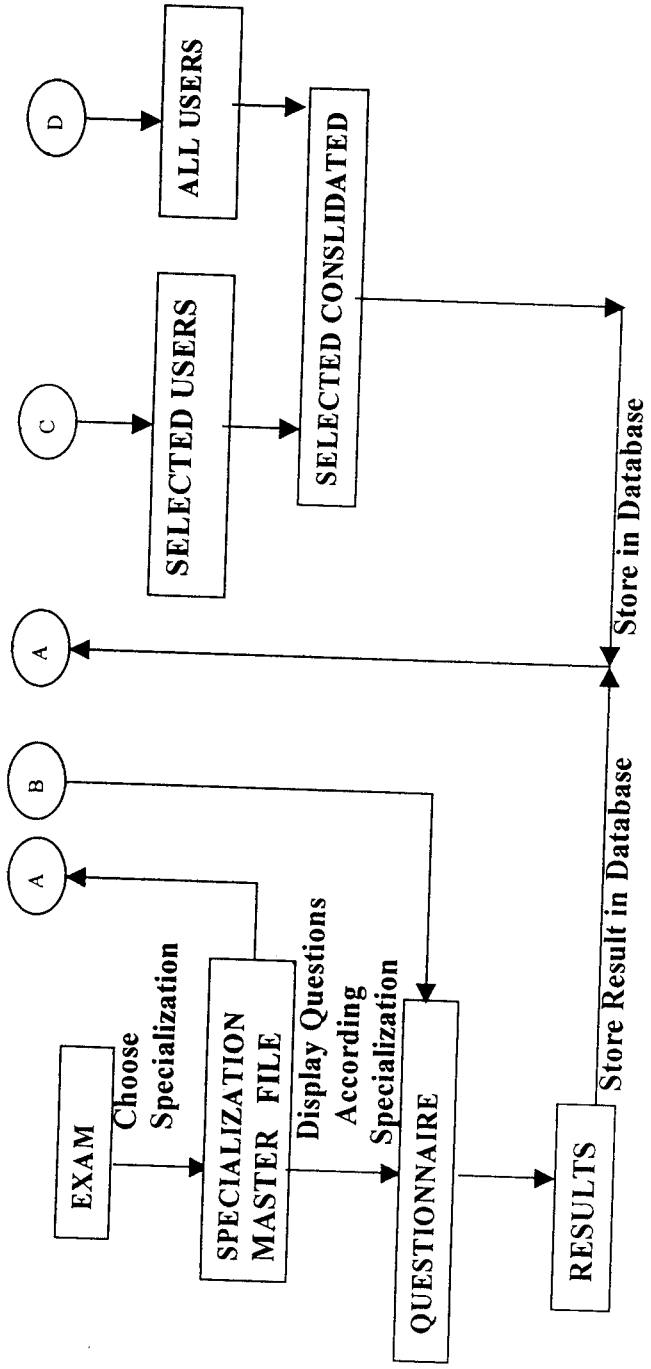 EXAM
Choose
Specialization
SPECIALIZATION
MASTER FILE
Display Questions
According
Specialization
QUESTIONNAIRE
RESULTS
Store Result in Database
A
B
A
C
SELECTED USERS
D
ALL USERS
SELECTED CONSLIDATED
Store in Database